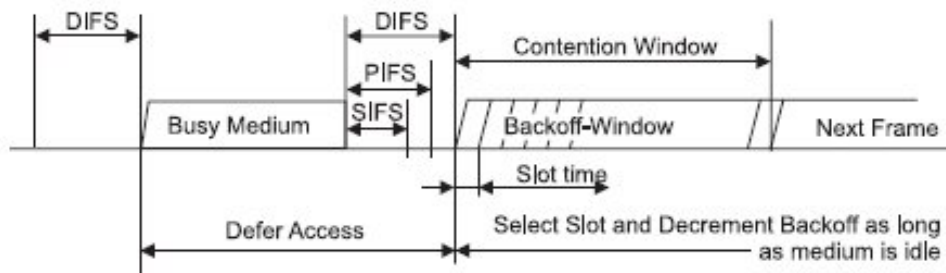 DIFS
DIFS
Contention Window
PIFS
SIFS
Busy Medium
Backoff-Window
Next Frame
Slot time
Defer Access
Select Slot and Decrement Backoff as long
as medium is idle